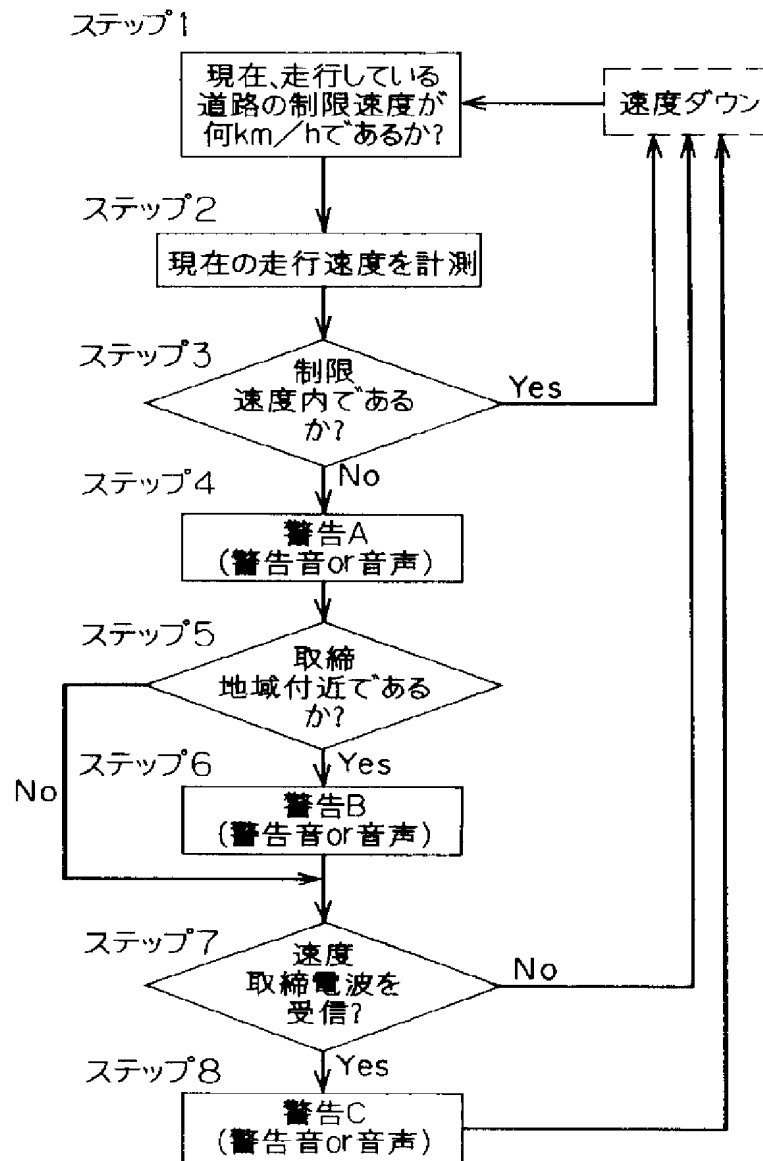 ステップ1
現在、走行している
道路の制限速度が
何km/hであるか?
速度ダウン
ステップ2
現在の走行速度を計測
ステップ3
制限
速度内である
か?
Yes
No
ステップ4
警告A
(警告音or音声)
ステップ5
取締
地域付近である
か?
ステップ6
Yes
No
警告B
(警告音or音声)
ステップ7
速度
取締電波を
受信?
No
Yes
ステップ8
警告C
(警告音or音声)